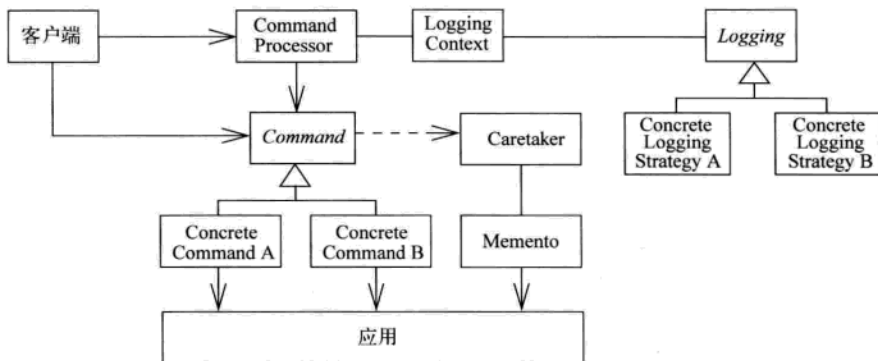 客户端
Command
Processor
Logging
Context
Logging
Command
Caretaker
Concrete
Logging
Strategy A
Concrete
Logging
Strategy B
Concrete
Command A
Concrete
Command B
Memento
应用